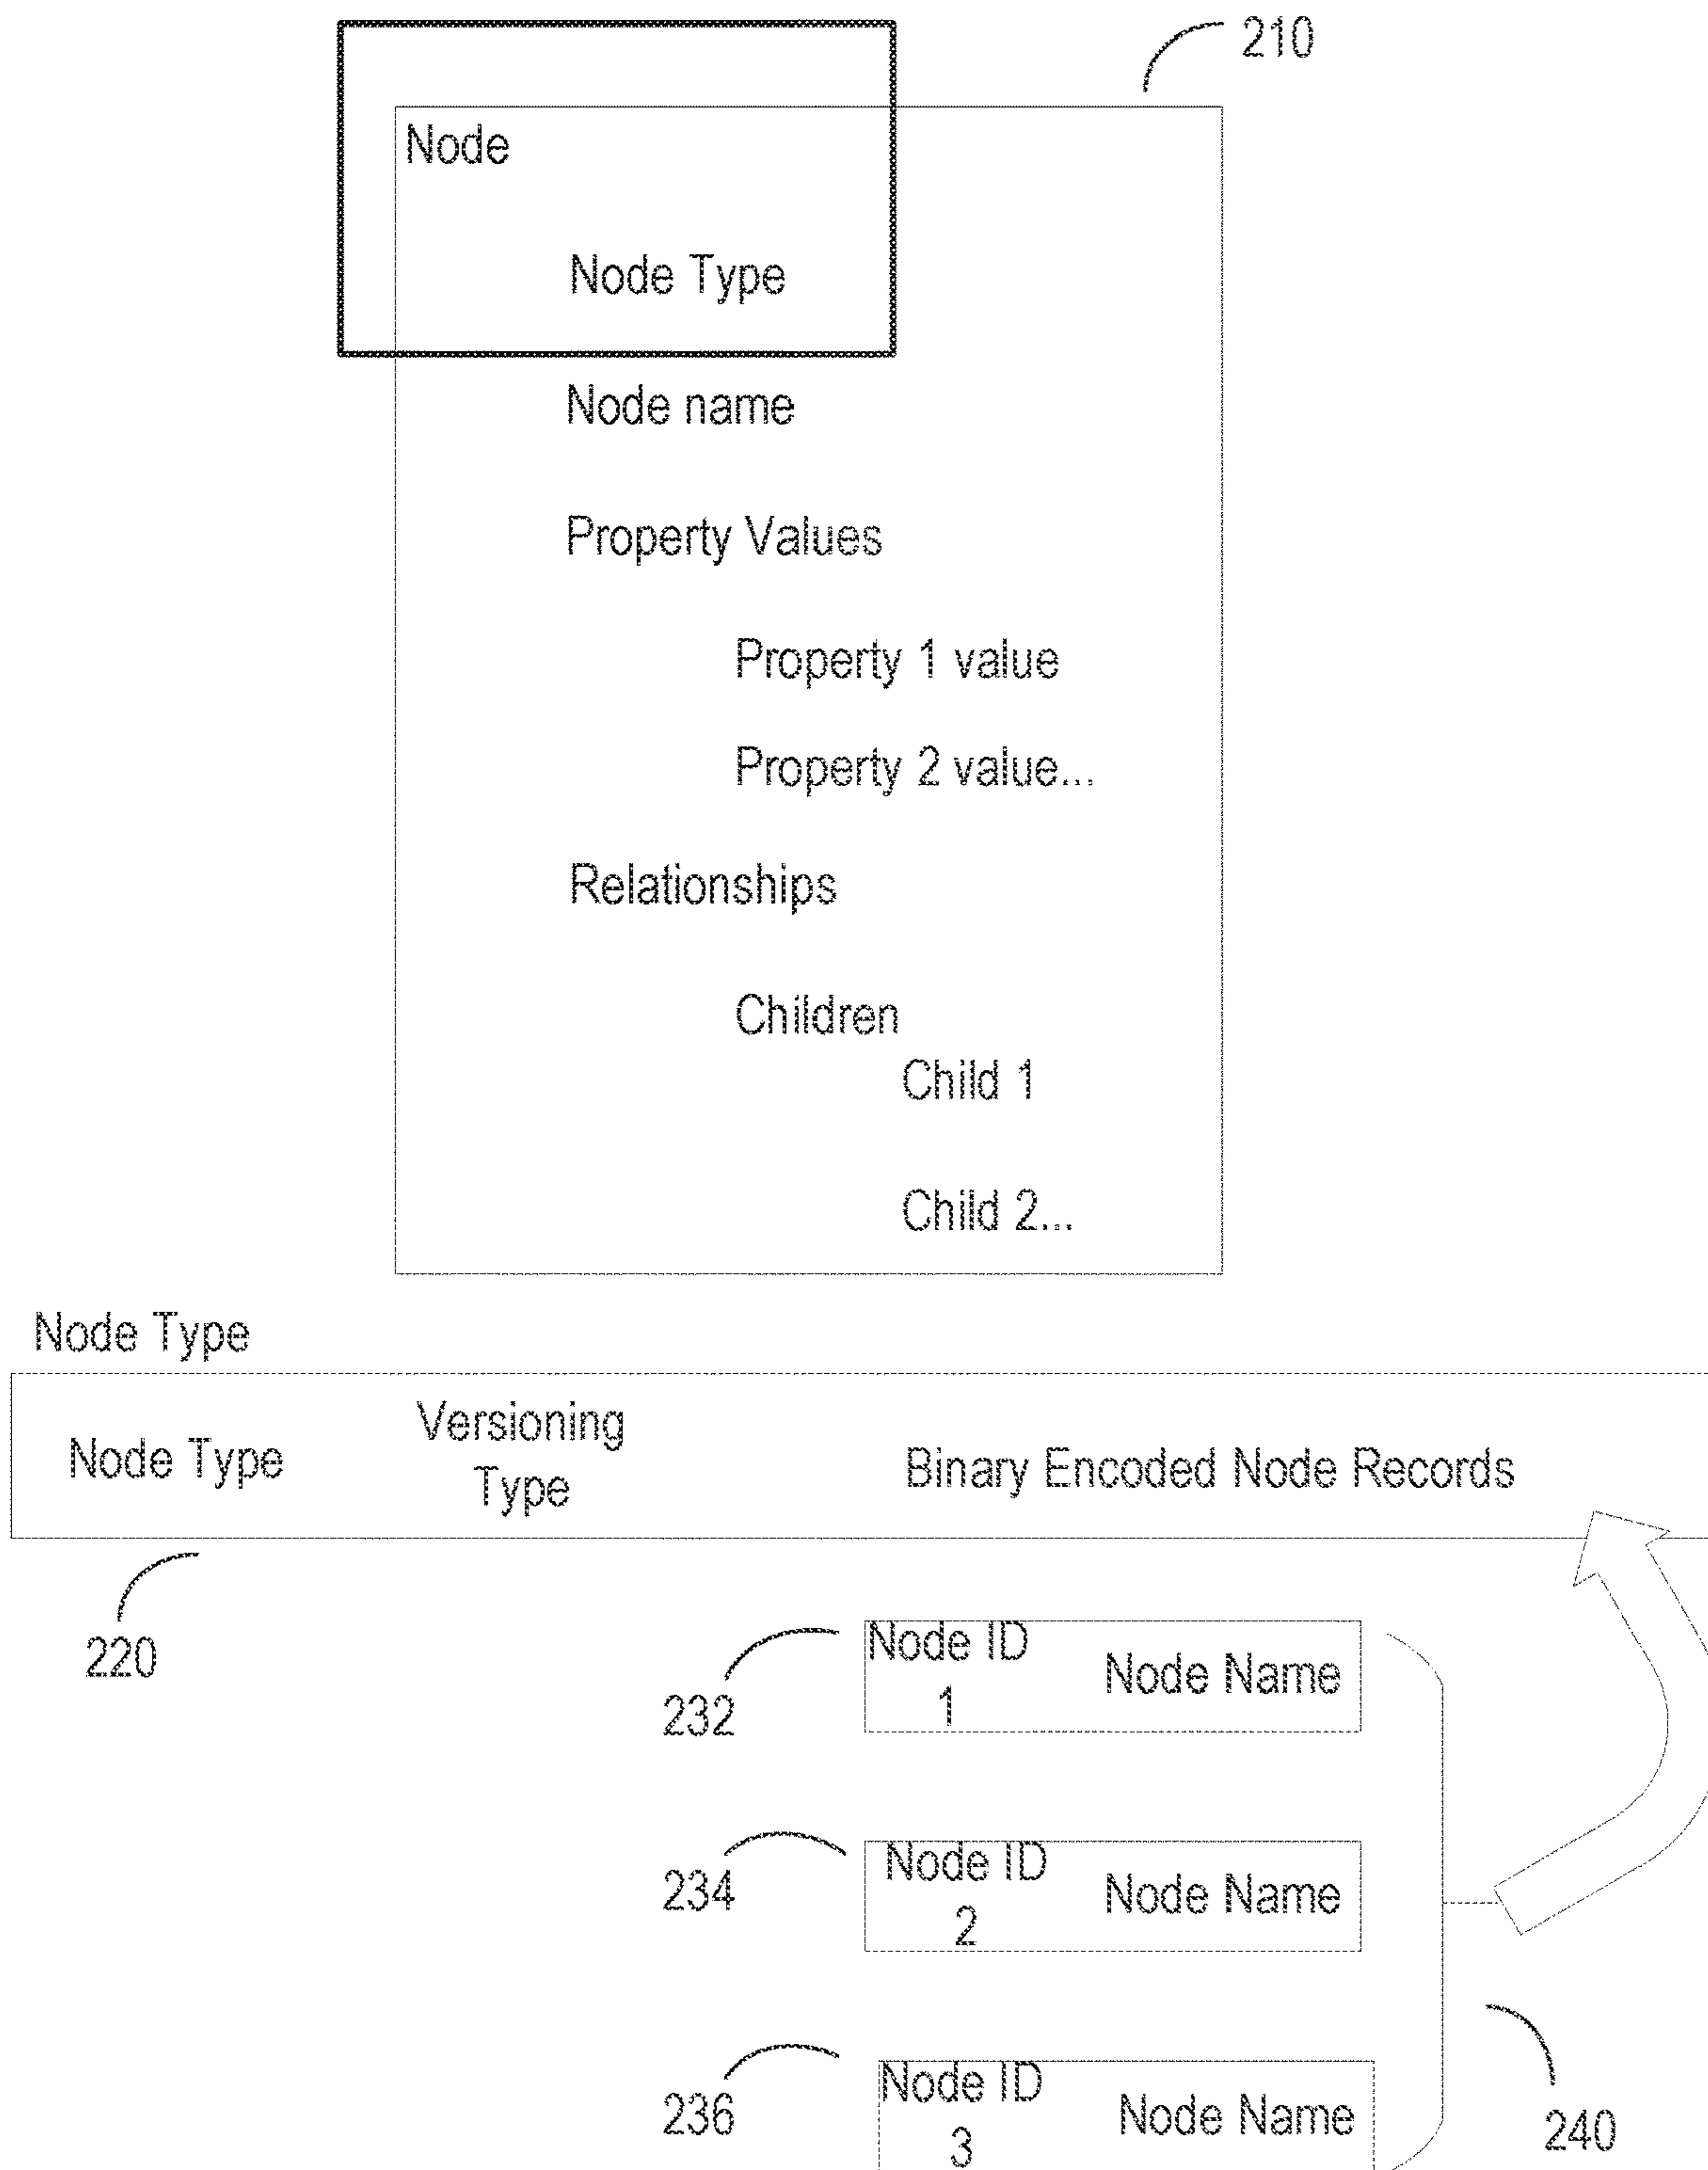 210
Node
Node Type
Node name
Property Values
Property 1 value
Property 2 value...
Relationships
Children
Child 1
Child 2...
Node Type
Node Type
Versioning
Type
Binary Encoded Node Records
220
232
Node ID
1
Node Name
234
Node ID
2
Node Name
236
Node ID
3
Node Name
240